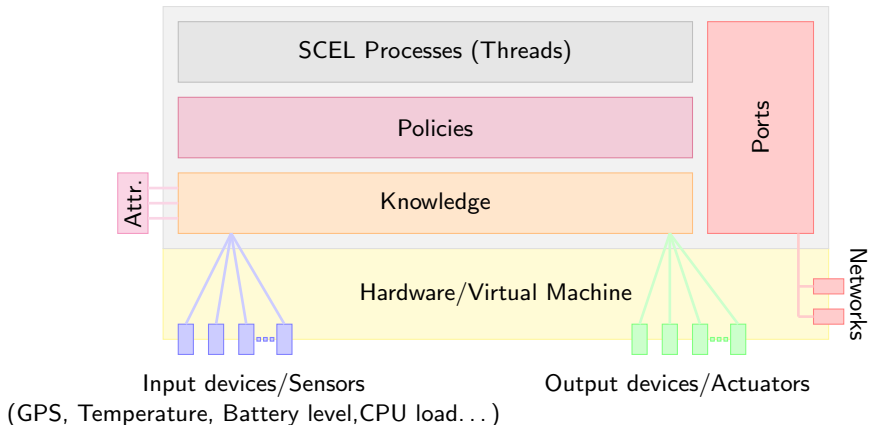 SCEL Processes (Threads)
Policies
Ports
Attr.
Knowledge
Hardware/Virtual Machine
Networks
Input devices/Sensors
(GPS, Temperature, Battery level,CPU load...)
Output devices/Actuators